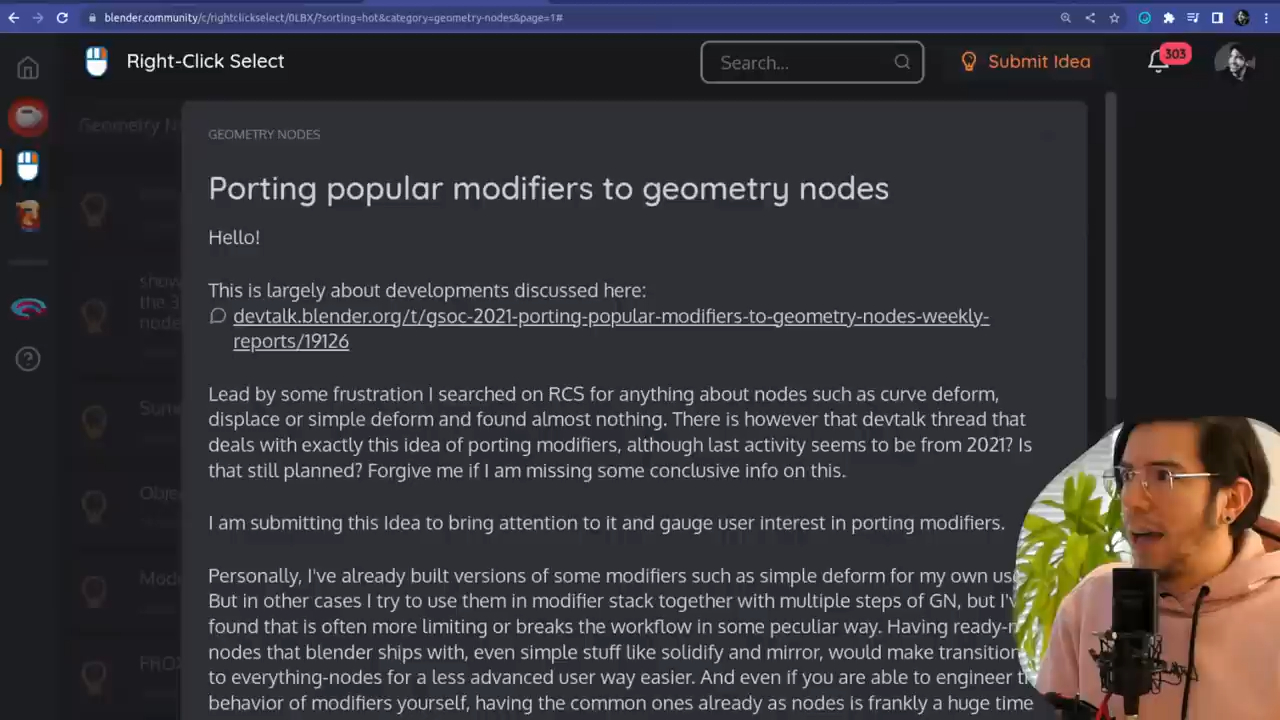 blender.community/c/rightclickselect/0LBX/?sorting=hot&category=geometry-nodes&page=1#
Right-Click Select
Search...
Submit Idea
303
Geometry N
GEOMETRY NODES
Porting popular modifiers to geometry nodes
Hello!
This is largely about developments discussed here:
devtalk.blender.org/t/gsoc-2021-porting-popular-modifiers-to-geometry-nodes-weekly-
reports/19126
Lead by some frustration I searched on RCS for anything about nodes such as curve deform,
displace or simple deform and found almost nothing. There is however that devtalk thread that
deals with exactly this idea of porting modifiers, although last activity seems to be from 2021? Is
that still planned? Forgive me if I am missing some conclusive info on this.
I am submitting this Idea to bring attention to it and gauge user interest in porting modifiers.
Personally, I've already built versions of some modifiers such as simple deform for my own us
But in other cases I try to use them in modifier stack together with multiple steps of GN, but I'v
found that is often more limiting or breaks the workflow in some peculiar way. Having ready-m
nodes that blender ships with, even simple stuff like solidify and mirror, would make transition
to everything-nodes for a less advanced user way easier. And even if you are able to engineer t
behavior of modifiers yourself, having the common ones already as nodes is frankly a huge time
show
the 3
node
Obje
Mod
FRO